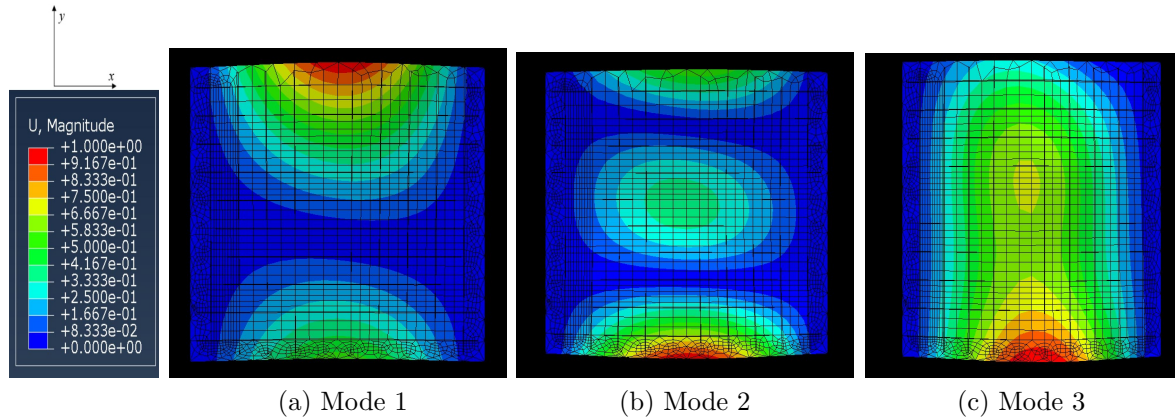 y
x
U, Magnitude
+1.000e+00
+9.167e-01
+8.333e-01
+7.500e-01
+6.667e-01
+5.833e-01
+5.000e-01
+4.167e-01
+3.333e-01
+2.500e-01
+1.667e-01
+8.333e-02
+0.000e+00
(a) Mode 1
(b) Mode 2
(c) Mode 3